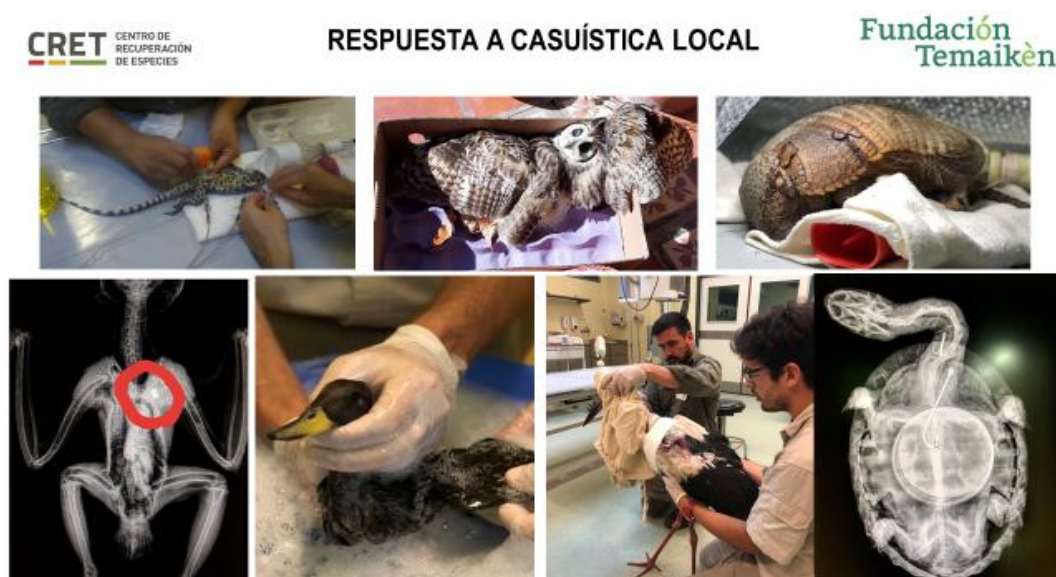 CRET
CENTRO DE
RECUPERACIÓN
DE ESPECIES
RESPUESTA A CASUÍSTICA LOCAL
Fundación
Temaikèn